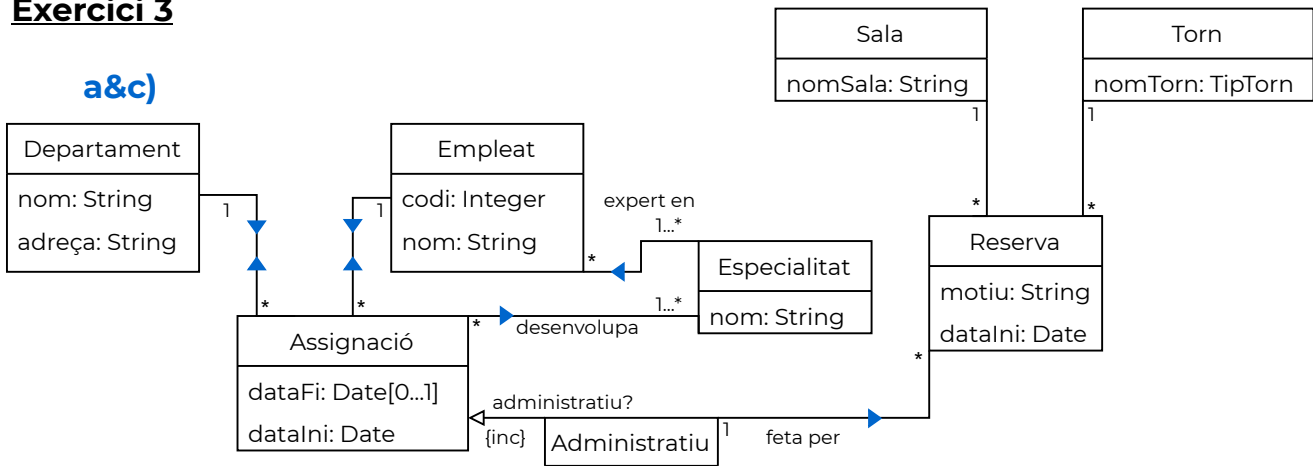 Exercici 3
a&c)
Sala
nomSala: String
1
*
Torn
nomTorn: TipTorn
1
*
Departament
nom: String
adreça: String
1
*
Empleat
codi: Integer
nom: String
1
*
expert en
1...*
*
Especialitat
nom: String
Reserva
motiu: String
dataIni: Date
*
Assignació
dataFi: Date[0...1]
dataIni: Date
*
desenvolupa
1...*
administratiu?
{inc}
Administratiu
1
feta per